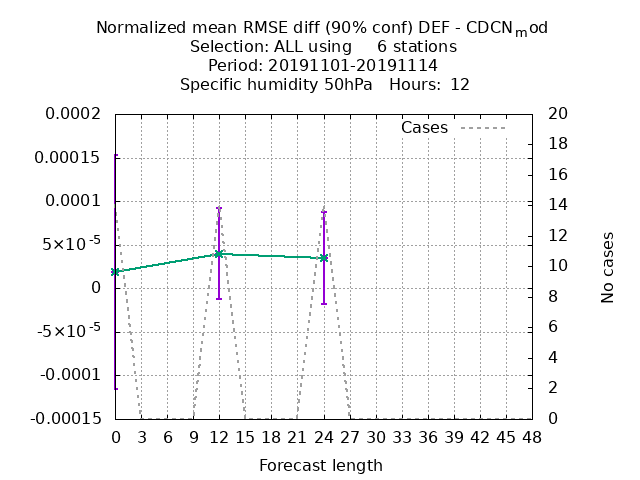 Normalized mean RMSE diff (90% conf) DEF - CDCNmod
Selection: ALL using 6 stations
Period: 20191101-20191114
Specific humidity 50hPa Hours: 12
Cases
0.0002
0.00015
0.0001
5×10-5
0
-5×10-5
-0.0001
-0.00015
20
18
16
14
12
10
8
6
4
2
0
No cases
0 3 6 9 12 15 18 21 24 27 30 33 36 39 42 45 48
Forecast length